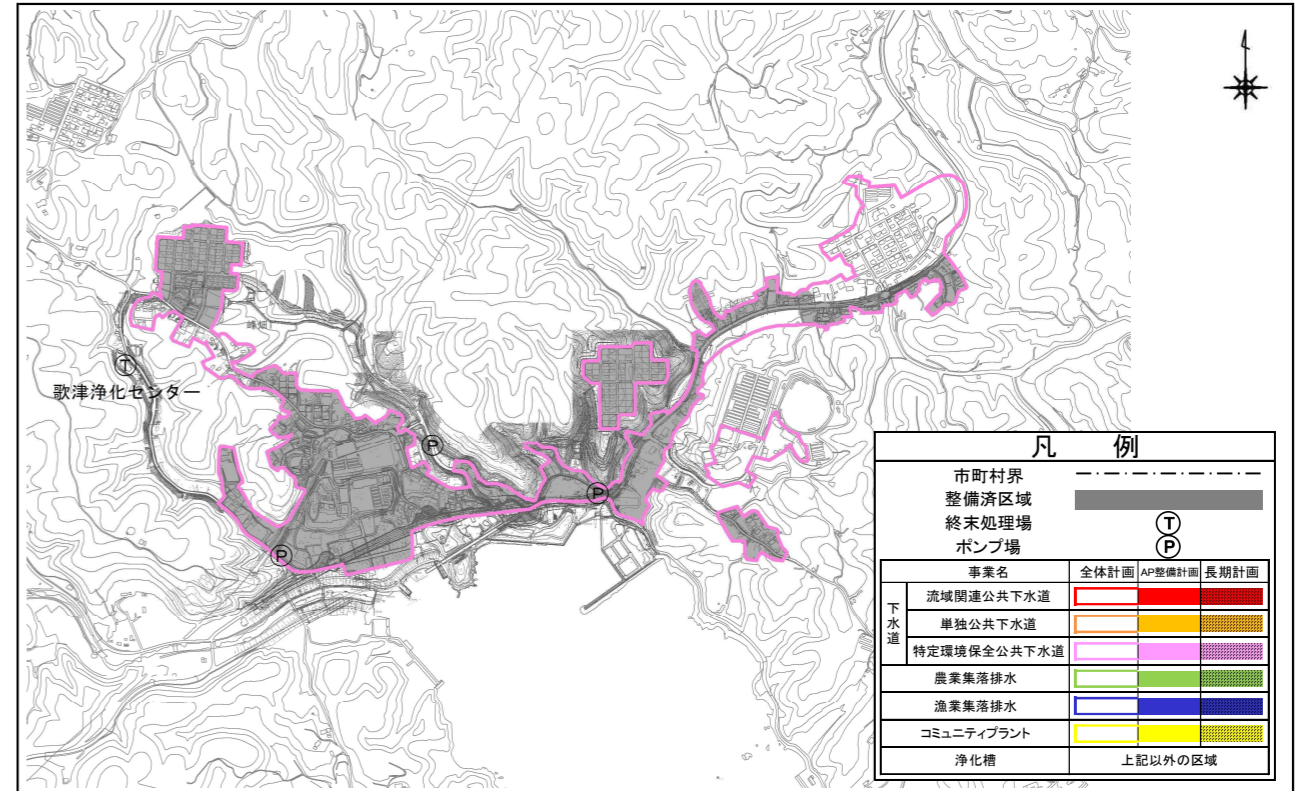 峰畑
Ⓣ
歌津浄化センター
Ⓟ
Ⓟ
Ⓟ
凡 例
市町村界
整備済区域
終末処理場 Ⓣ
ポンプ場 Ⓟ
事業名 全体計画 AP整備計画 長期計画
下水道
流域関連公共下水道
単独公共下水道
特定環境保全公共下水道
農業集落排水
漁業集落排水
コミュニティプラント
浄化槽 上記以外の区域